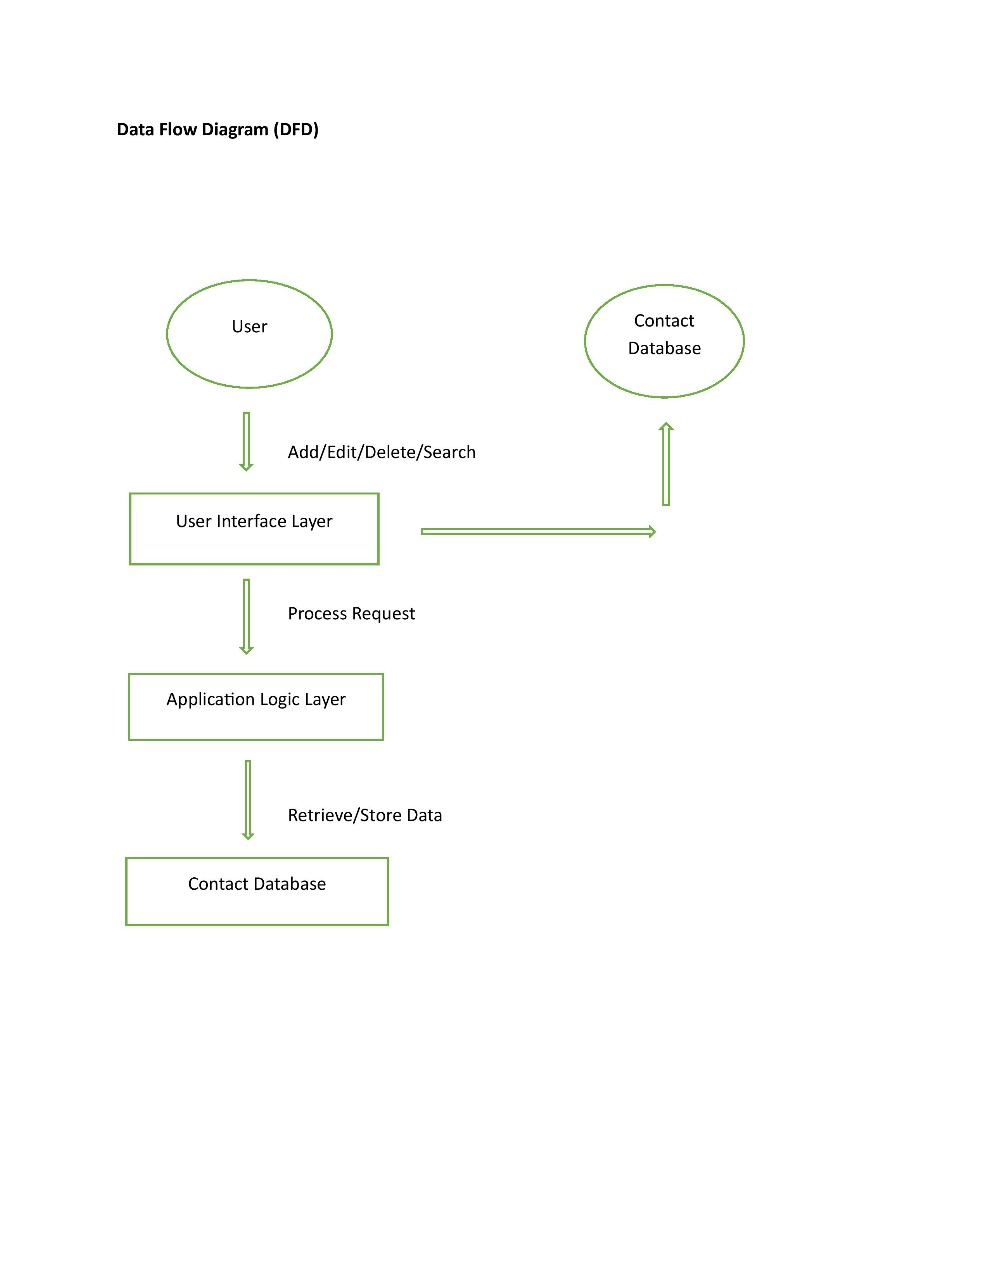 Data Flow Diagram (DFD)
User
Contact
Database
Add/Edit/Delete/Search
User Interface Layer
Process Request
Application Logic Layer
Retrieve/Store Data
Contact Database